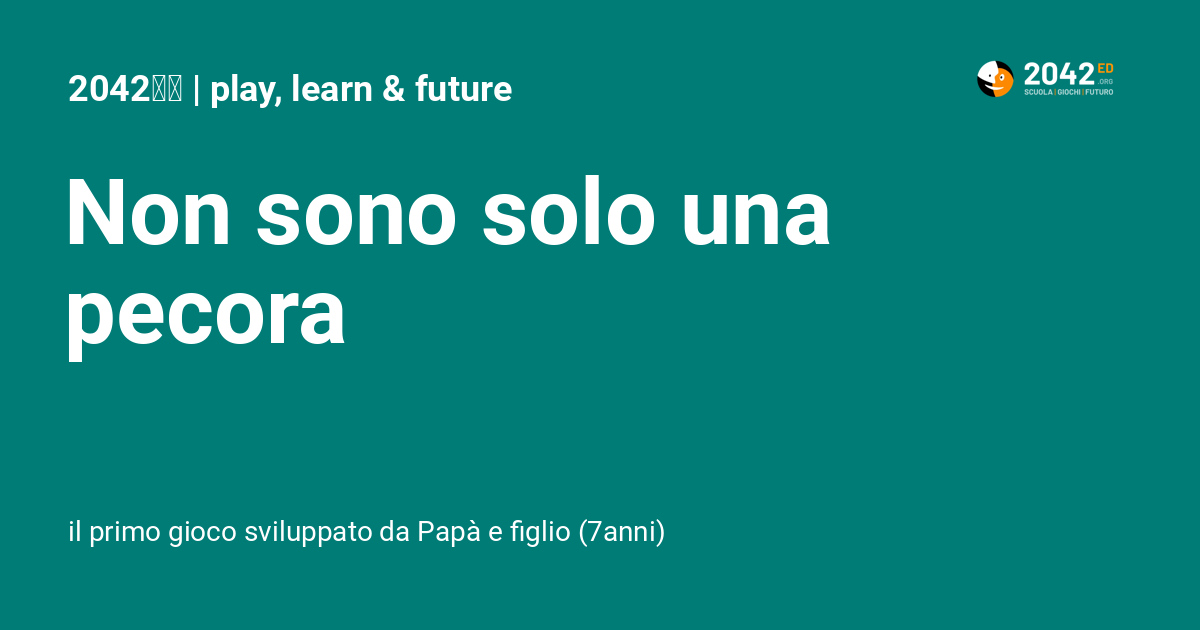 2042 | play, learn & future
2042 ED
.ORG
SCUOLA | GIOCHI | FUTURO
Non sono solo una
pecora
il primo gioco sviluppato da Papà e figlio (7anni)